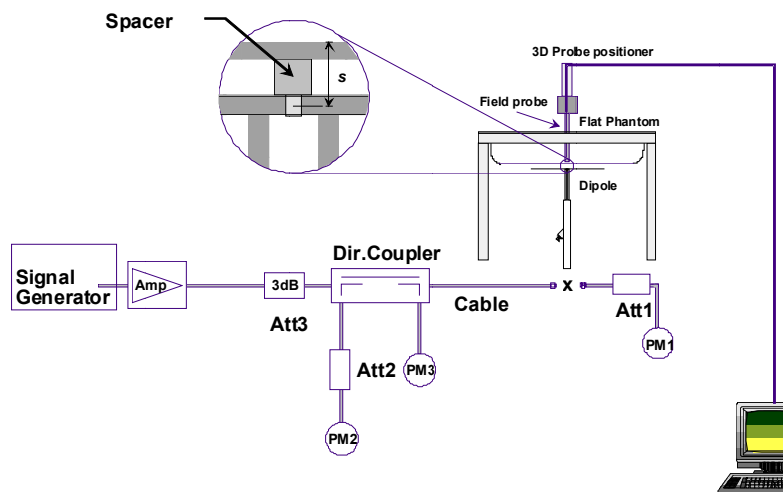 Spacer
s
3D Probe positioner
Field probe
Flat Phantom
Dipole
Signal
Generator
Amp
3dB
Att3
Dir.Coupler
Cable
x
Att1
PM1
Att2
PM3
PM2